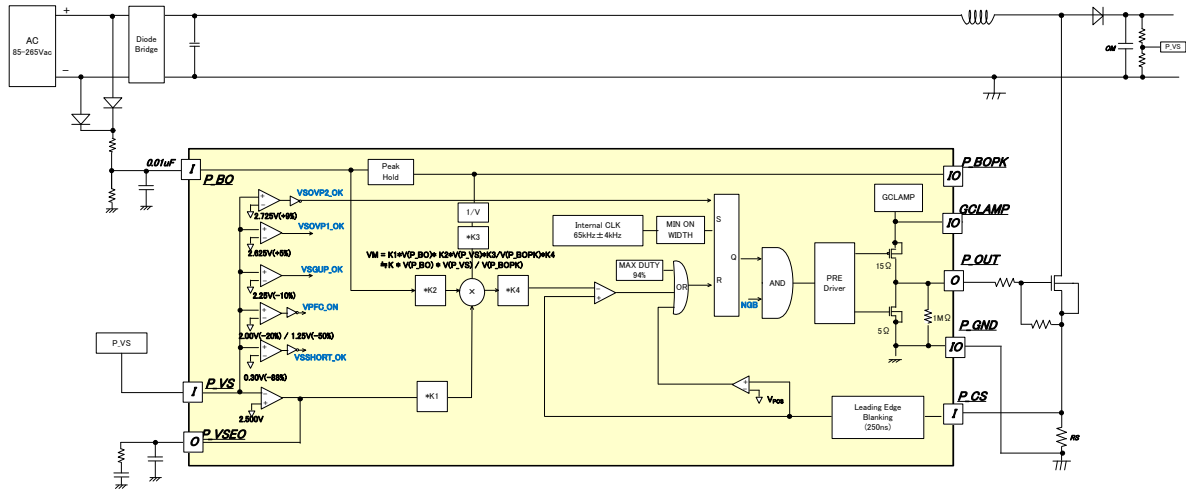 +
AC
85-265Vac
−
Diode
Bridge
CM
P_VS
0.01uF
I
P_BO
Peak
Hold
P_BOPK
IO
VSOVP2_OK
2.725V(+9%)
VSOVP1_OK
2.625V(+5%)
VSGUP_OK
2.25V(-10%)
VPFC_ON
2.00V(-20%) / 1.25V(-50%)
VSSHORT_OK
0.30V(-88%)
1/V
*K3
VM = K1*V(P_BO)* K2*V(P_VS)*K3/V(P_BOPK)*K4
≒K * V(P_BO) * V(P_VS) / V(P_BOPK)
*K2
×
*K4
*K1
Internal CLK
65kHz±4kHz
MIN ON
WIDTH
MAX DUTY
94%
OR
S
Q
R
NGB
AND
PRE
Driver
GCLAMP
GCLAMP
IO
15Ω
P_OUT
O
5Ω
1MΩ
P_GND
IO
P_VS
P_VS
I
2.500V
P_VSEO
O
VPCS
Leading Edge
Blanking
(250ns)
P_CS
I
RS